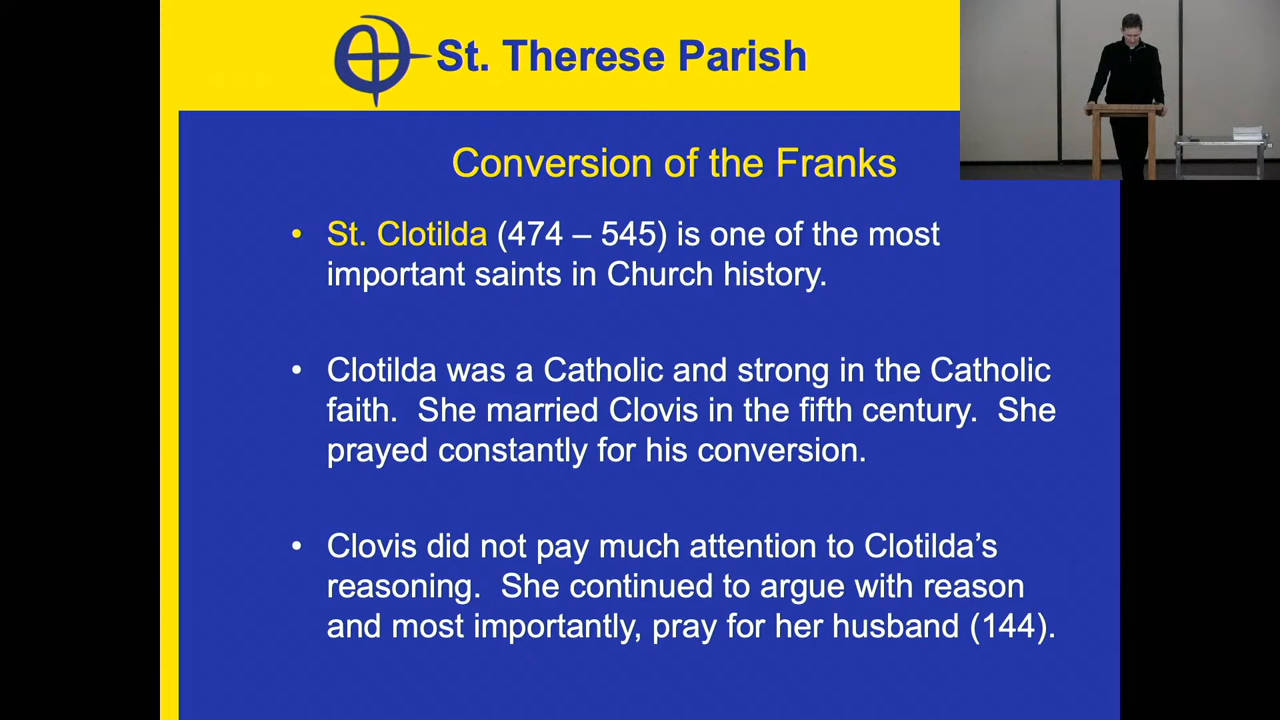 St. Therese Parish
Conversion of the Franks
• St. Clotilda (474 – 545) is one of the most
important saints in Church history.
• Clotilda was a Catholic and strong in the Catholic
faith.  She married Clovis in the fifth century.  She
prayed constantly for his conversion.
• Clovis did not pay much attention to Clotilda’s
reasoning.  She continued to argue with reason
and most importantly, pray for her husband (144).